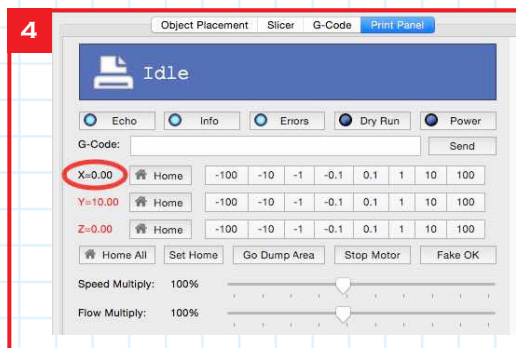 4
Object Placement Slicer G-Code Print Panel
Idle
Echo Info Errors Dry Run Power
G-Code: Send
X=0.00 Home -100 -10 -1 -0.1 0.1 1 10 100
Y=10.00 Home -100 -10 -1 -0.1 0.1 1 10 100
Z=0.00 Home -100 -10 -1 -0.1 0.1 1 10 100
Home All Set Home Go Dump Area Stop Motor Fake OK
Speed Multiply: 100%
Flow Multiply: 100%